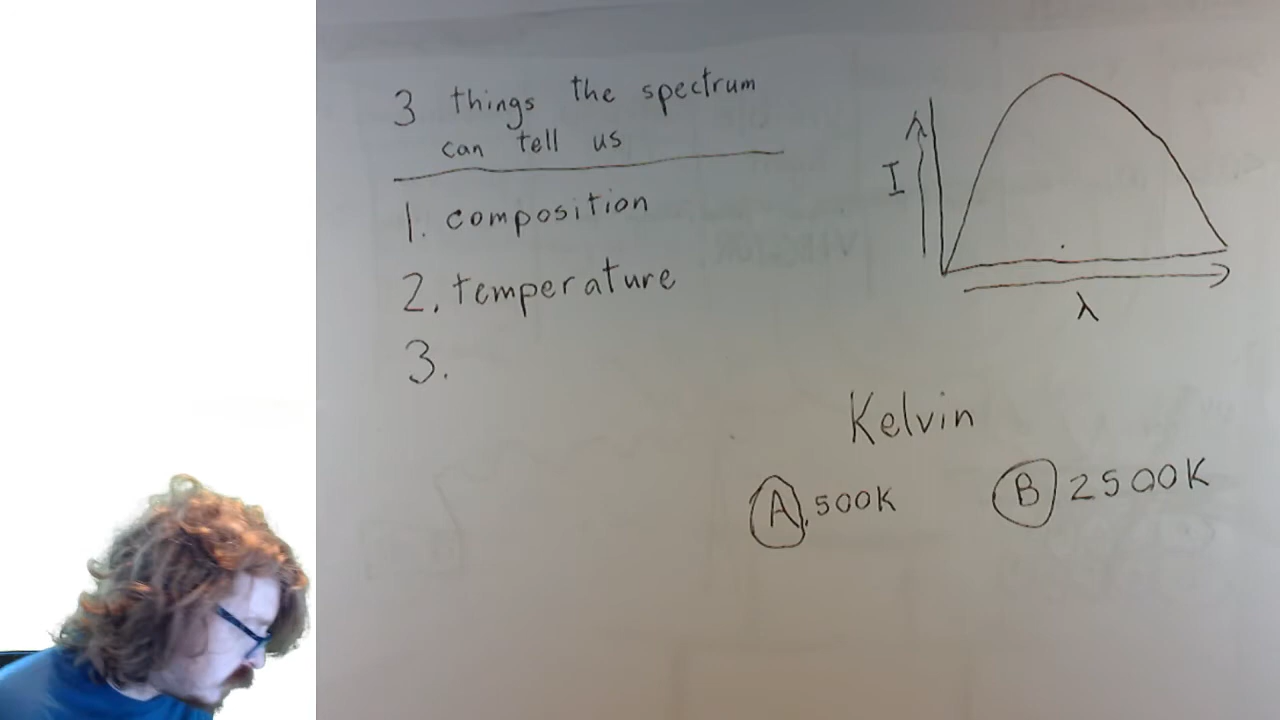 3 things the spectrum
can tell us
1. composition
2. temperature
3.
I
λ
Kelvin
A. 500K
B 2500K